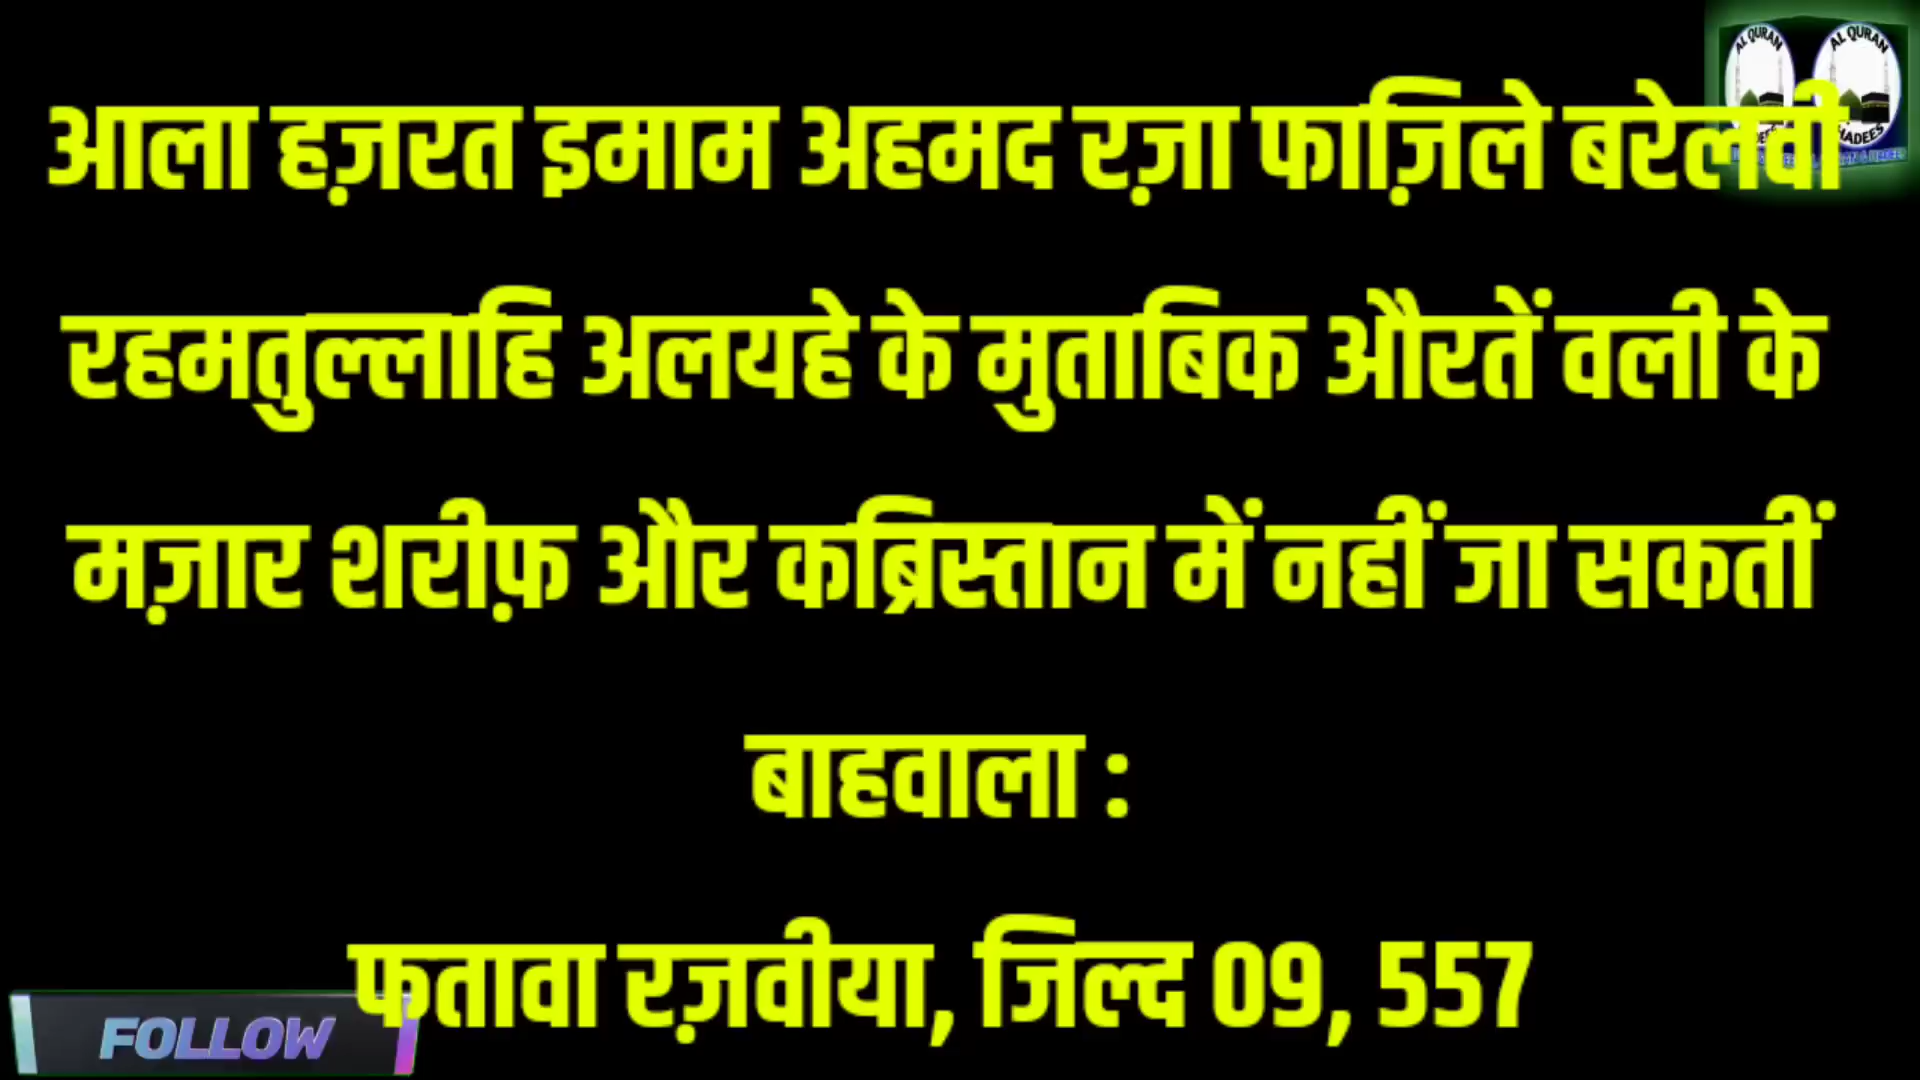 AL QURAN AL QURAN
आला हज़रत इमाम अहमद रज़ा फाज़िले बरेलवी
HADEES
रहमतुल्लाहि अलयहे के मुताबिक औरतें वली के
मज़ार शरीफ़ और कब्रिस्तान में नहीं जा सकतीं
बाहवाला :
फतावा रज़वीया, जिल्द 09, 557
FOLLOW